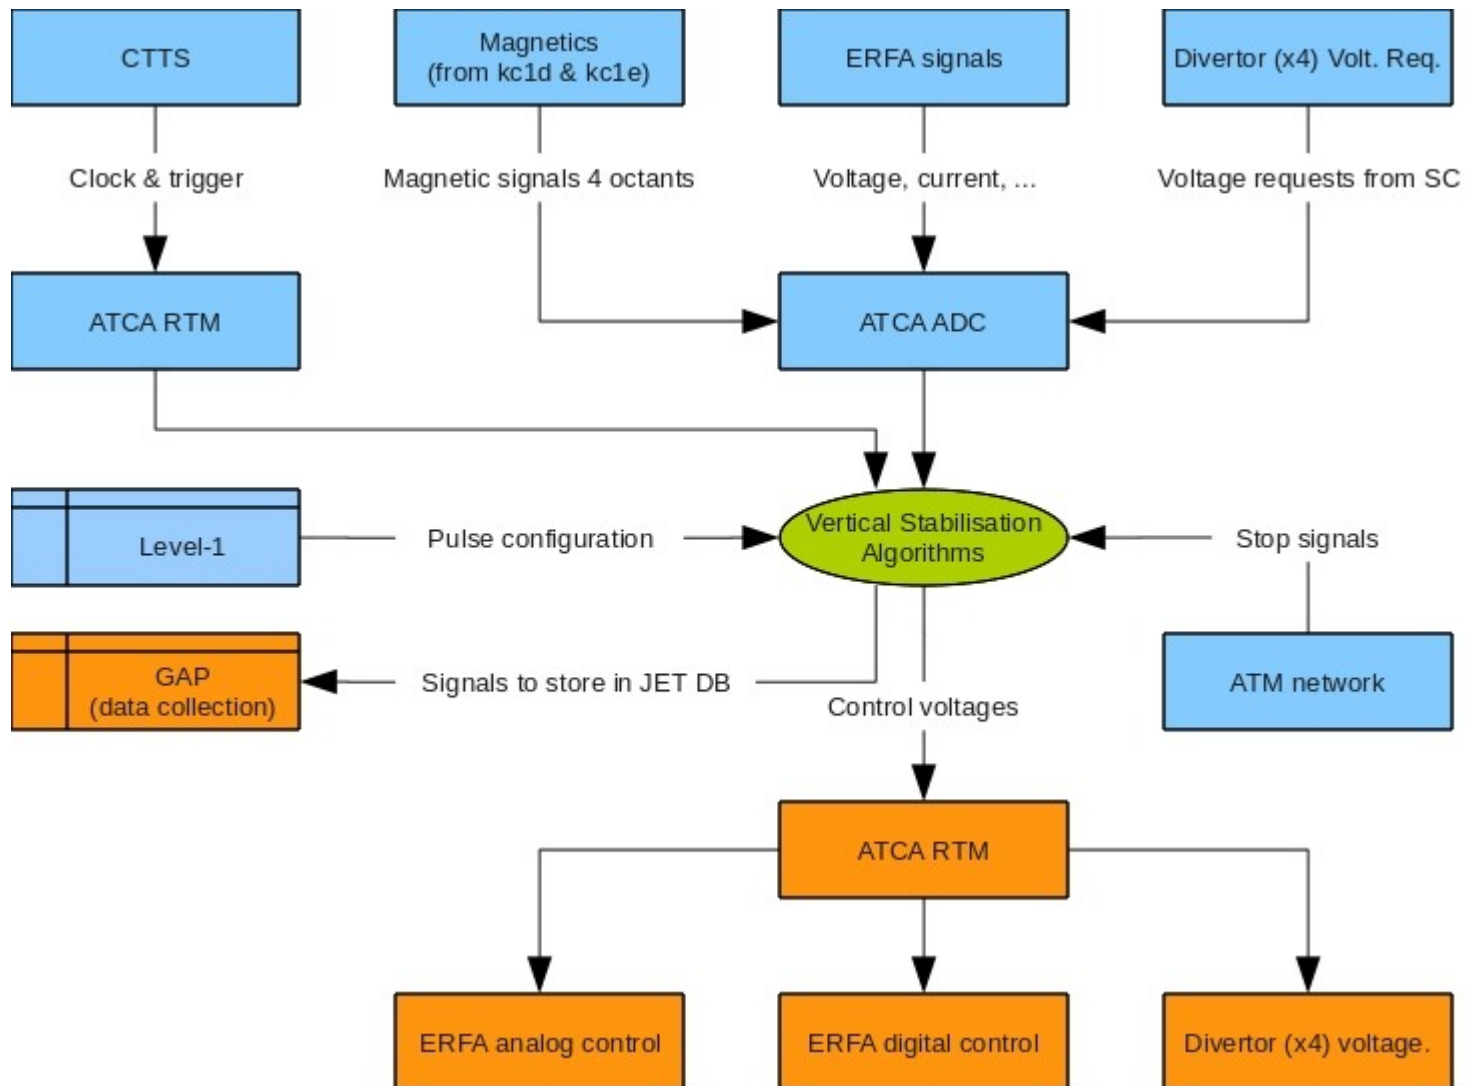 CTTS
Magnetics
(from kc1d & kc1e)
ERFA signals
Divertor (x4) Volt. Req.
Clock & trigger
Magnetic signals 4 octants
Voltage, current, ...
Voltage requests from SC
ATCA RTM
ATCA ADC
Level-1
Pulse configuration
Vertical Stabilisation
Algorithms
Stop signals
GAP
(data collection)
Signals to store in JET DB
Control voltages
ATM network
ATCA RTM
ERFA analog control
ERFA digital control
Divertor (x4) voltage.